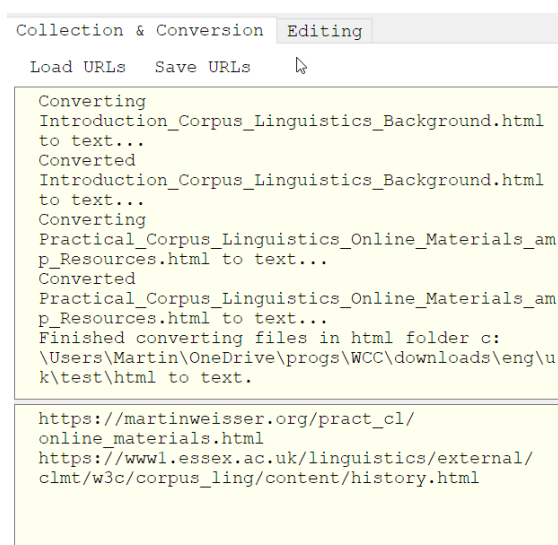 Collection & Conversion Editing
Load URLs Save URLs
Converting
Introduction_Corpus_Linguistics_Background.html
to text...
Converted
Introduction_Corpus_Linguistics_Background.html
to text...
Converting
Practical_Corpus_Linguistics_Online_Materials_am
p_Resources.html to text...
Converted
Practical_Corpus_Linguistics_Online_Materials_am
p_Resources.html to text...
Finished converting files in html folder c:
\Users\Martin\OneDrive\progs\WCC\downloads\eng\u
k\test\html to text.
https://martinweisser.org/pract_cl/
online_materials.html
https://www1.essex.ac.uk/linguistics/external/
clmt/w3c/corpus_ling/content/history.html